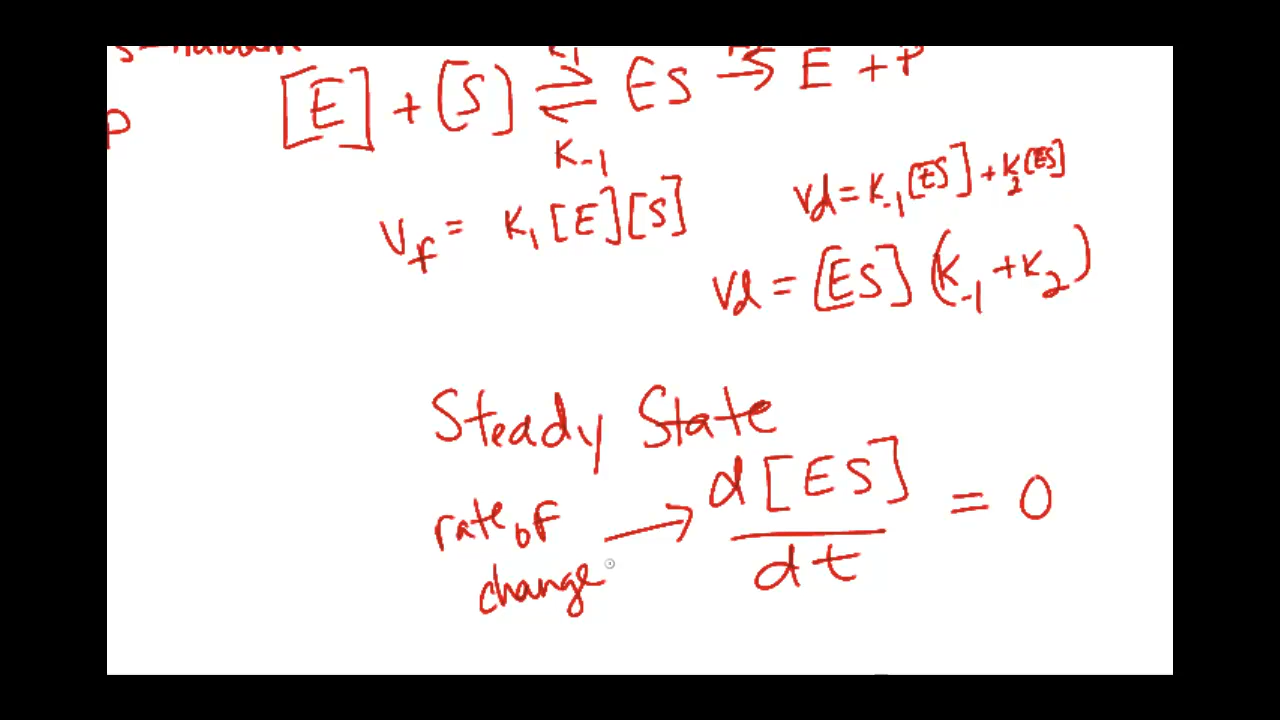 [E] + [S] ⇌ ES → E + P
P
K-1
vd = K-1[ES] + K2[ES]
Vf = K1[E][S]
Vd = [ES](K-1 + K2)
Steady State
rate of change → d[ES]/dt = 0